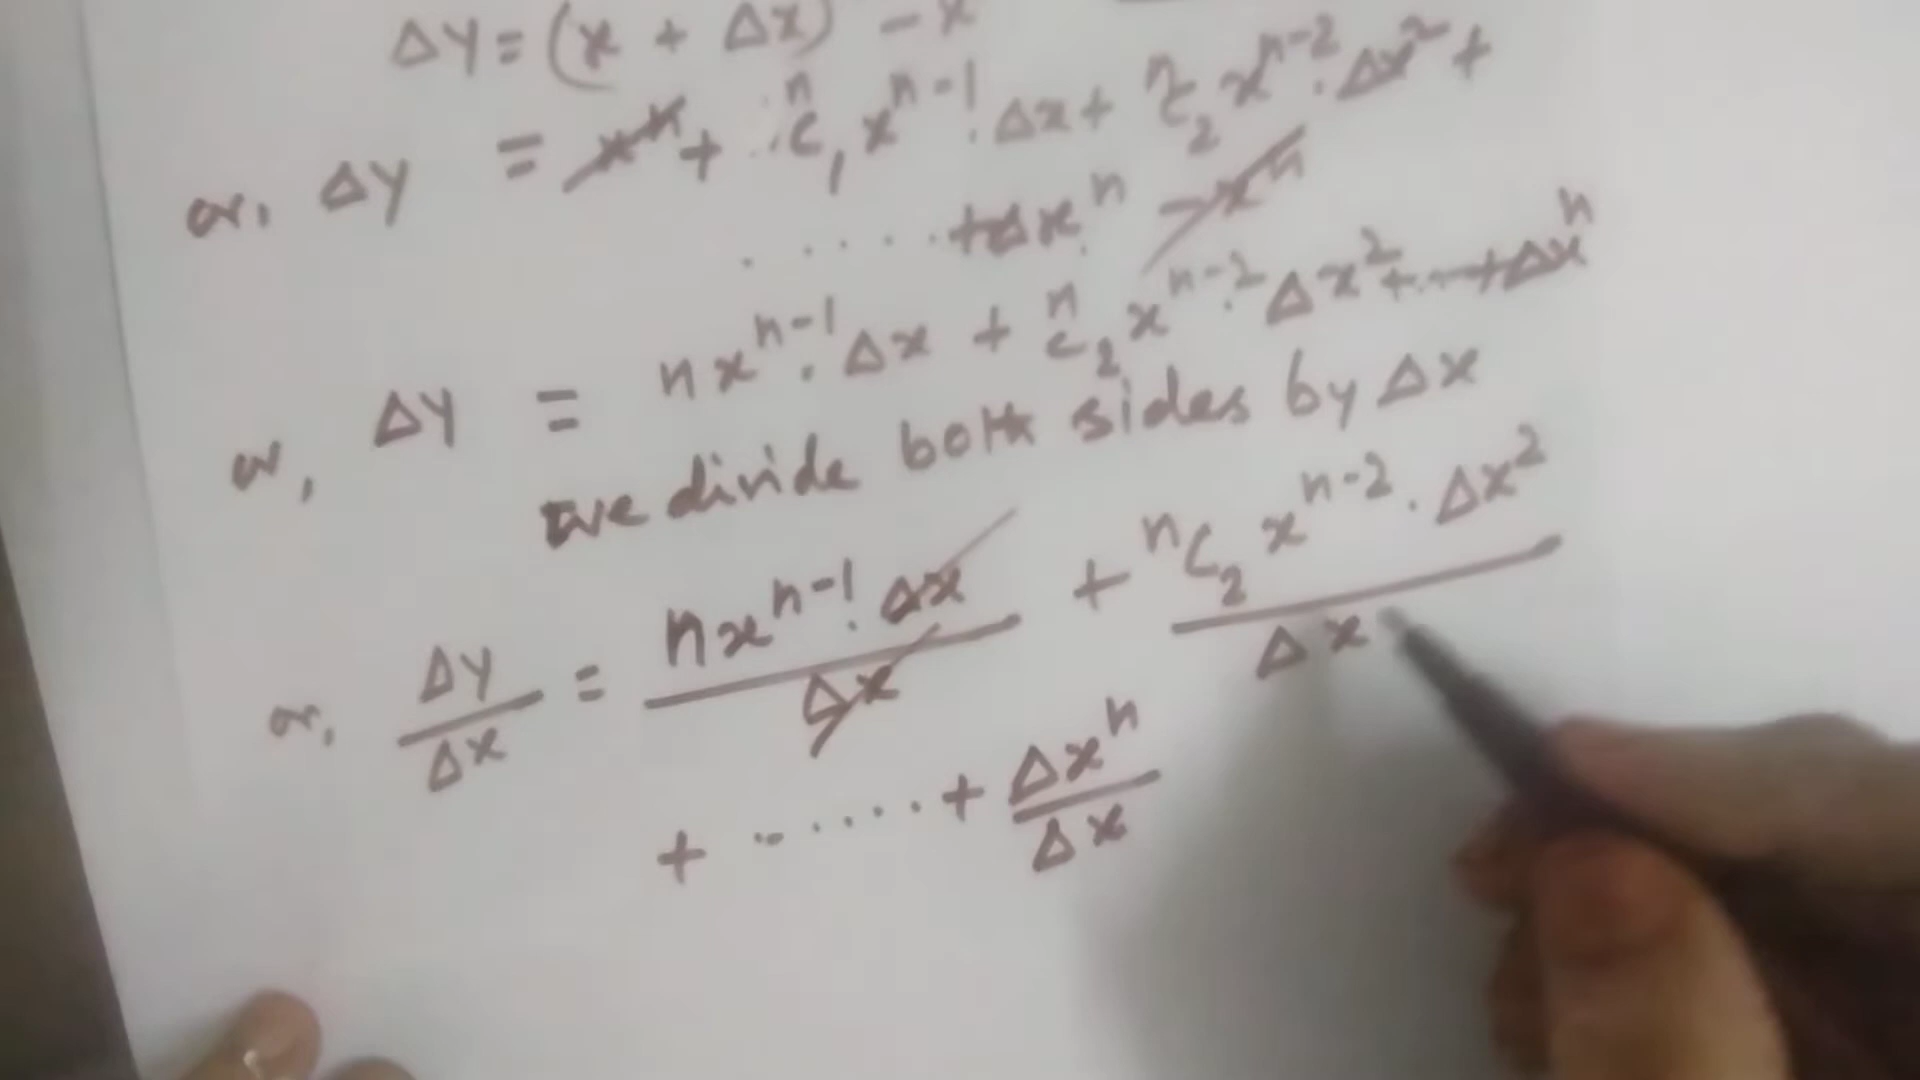 Δy = (x + Δx) - x
or, Δy = xⁿ + ⁿc₁ xⁿ⁻¹. Δx + ⁿc₂ xⁿ⁻². Δx² +
. . . . . + Δxⁿ - xⁿ
or, Δy = nxⁿ⁻¹. Δx + ⁿc₂ xⁿ⁻². Δx² + .... + Δxⁿ
we divide both sides by Δx
or, Δy/Δx = nxⁿ⁻¹. Δx/Δx + ⁿC₂ xⁿ⁻² . Δx²/Δx
+ ...... + Δxⁿ/Δx